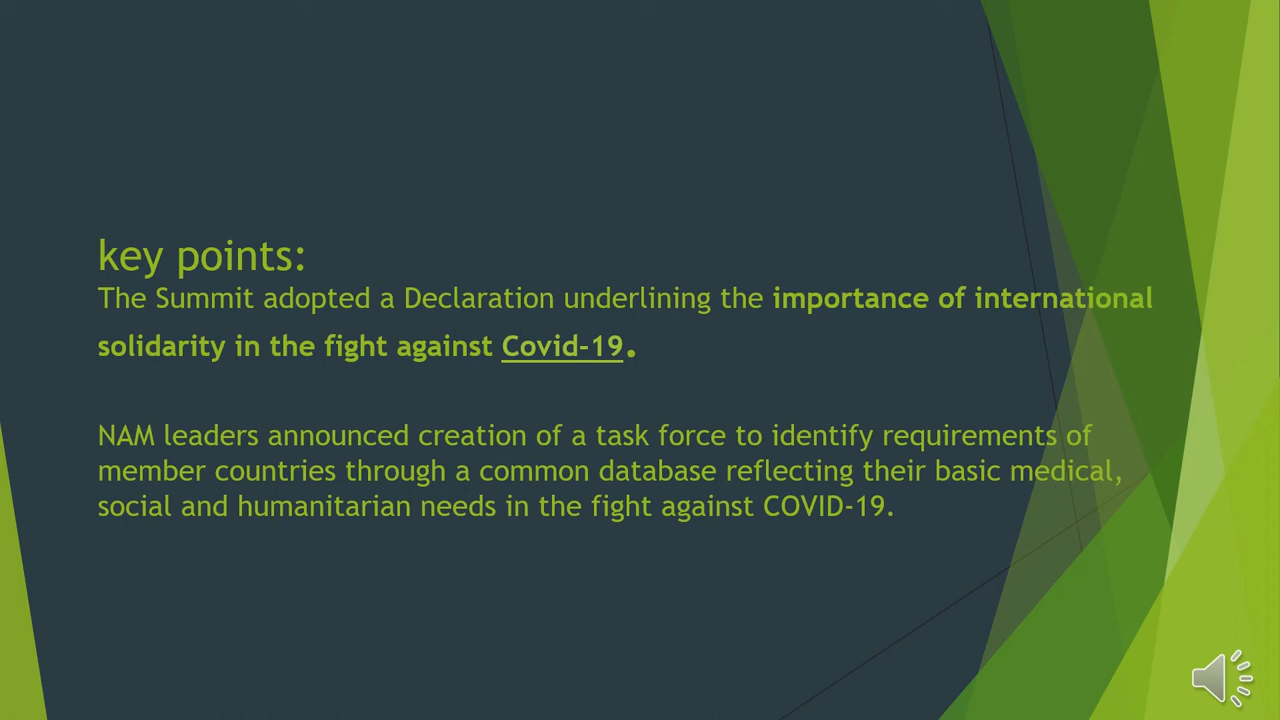 key points:
The Summit adopted a Declaration underlining the importance of international
solidarity in the fight against Covid-19.
NAM leaders announced creation of a task force to identify requirements of
member countries through a common database reflecting their basic medical,
social and humanitarian needs in the fight against COVID-19.